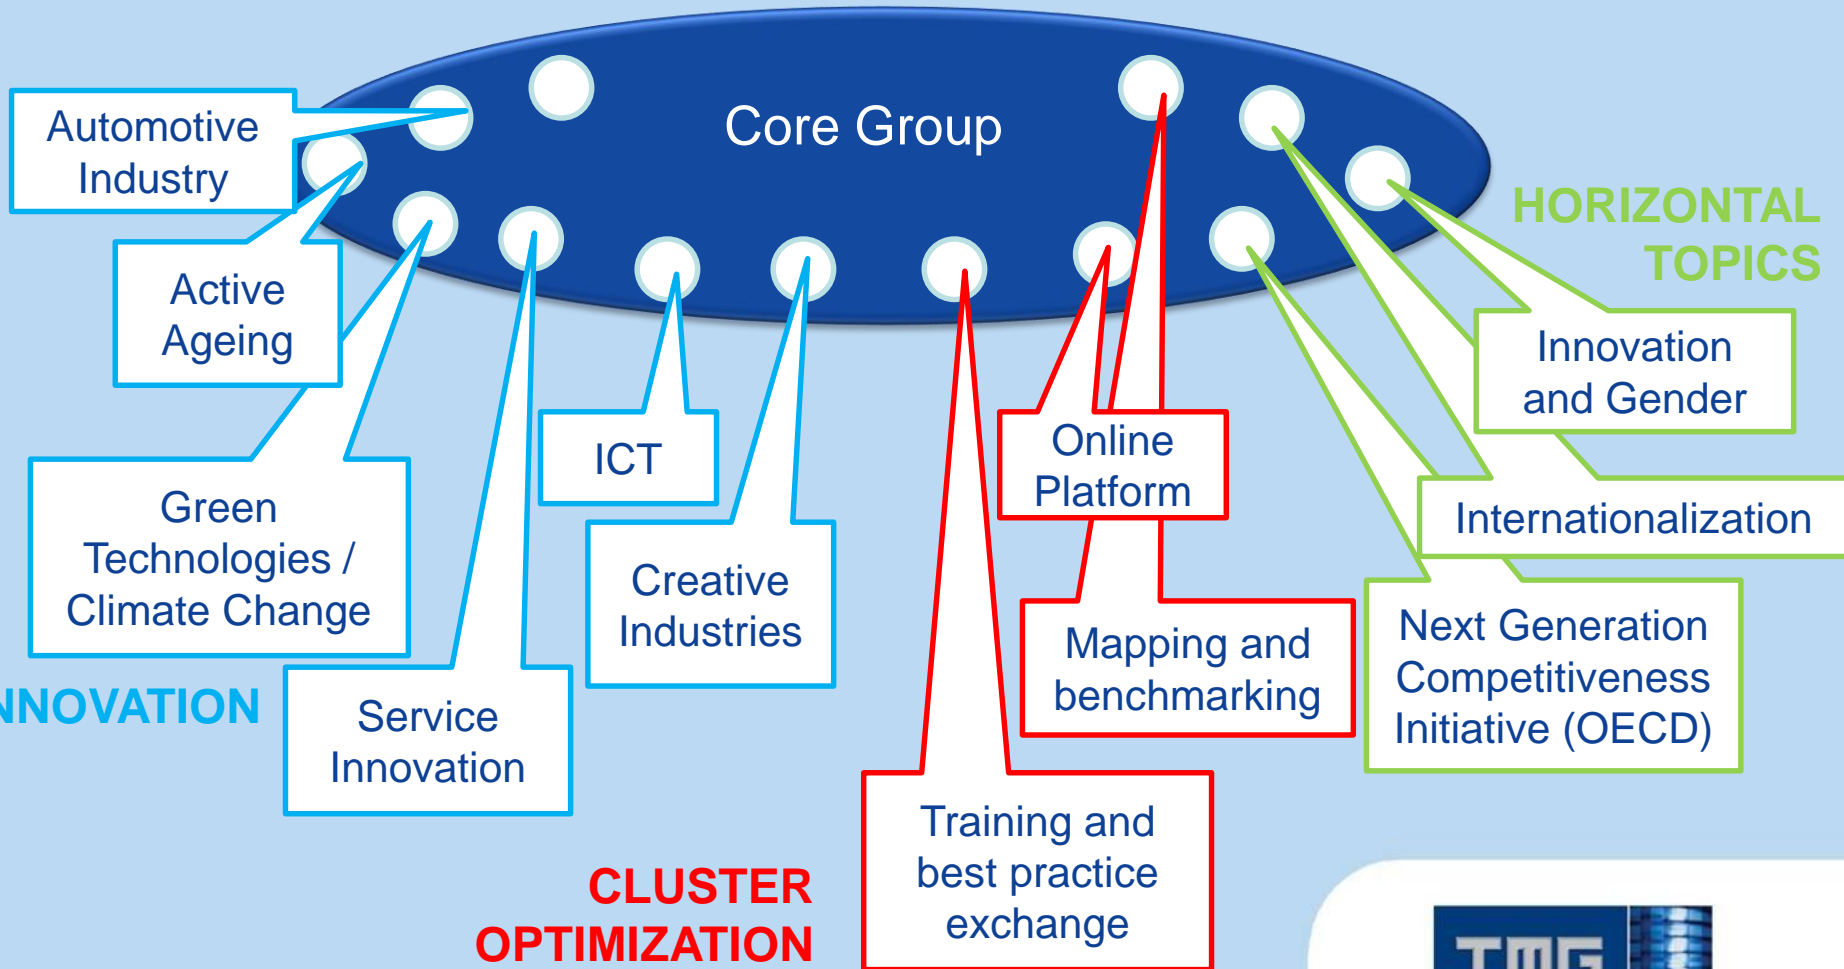 Core Group
Automotive
Industry
Active
Ageing
Green
Technologies /
Climate Change
NNOVATION
Service
Innovation
ICT
Creative
Industries
CLUSTER
OPTIMIZATION
Training and
best practice
exchange
Online
Platform
Mapping and
benchmarking
HORIZONTAL
TOPICS
Innovation
and Gender
Internationalization
Next Generation
Competitiveness
Initiative (OECD)
TMG